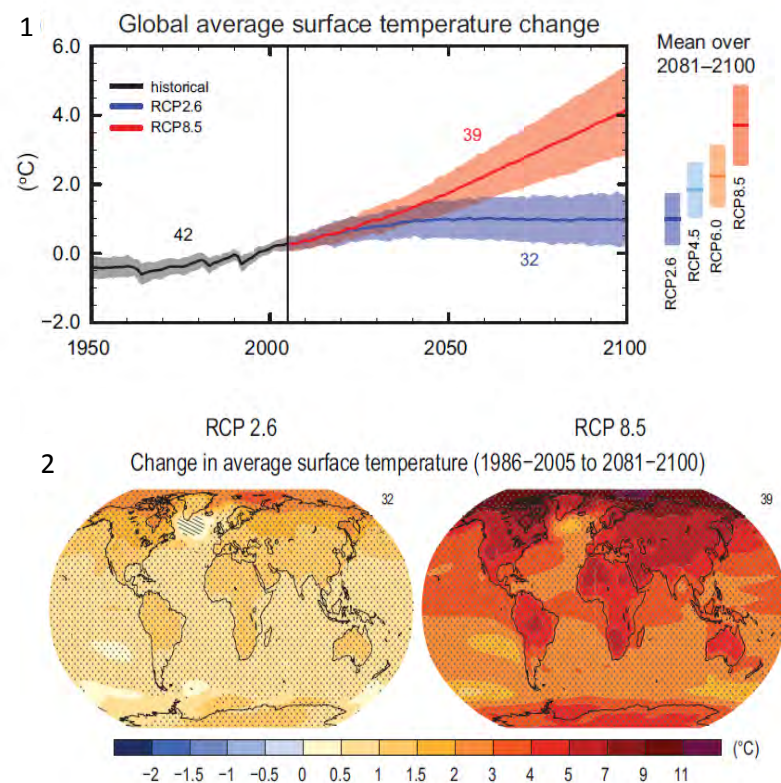 1
Global average surface temperature change
Mean over
2081–2100
6.0
4.0
2.0
0.0
−2.0
(°C)
historical
RCP2.6
RCP8.5
42
39
32
1950
2000
2050
2100
RCP2.6
RCP4.5
RCP6.0
RCP8.5
RCP 2.6
RCP 8.5
2
Change in average surface temperature (1986−2005 to 2081−2100)
32
39
−2 −1.5 −1 −0.5 0 0.5 1 1.5 2 3 4 5 7 9 11
(°C)